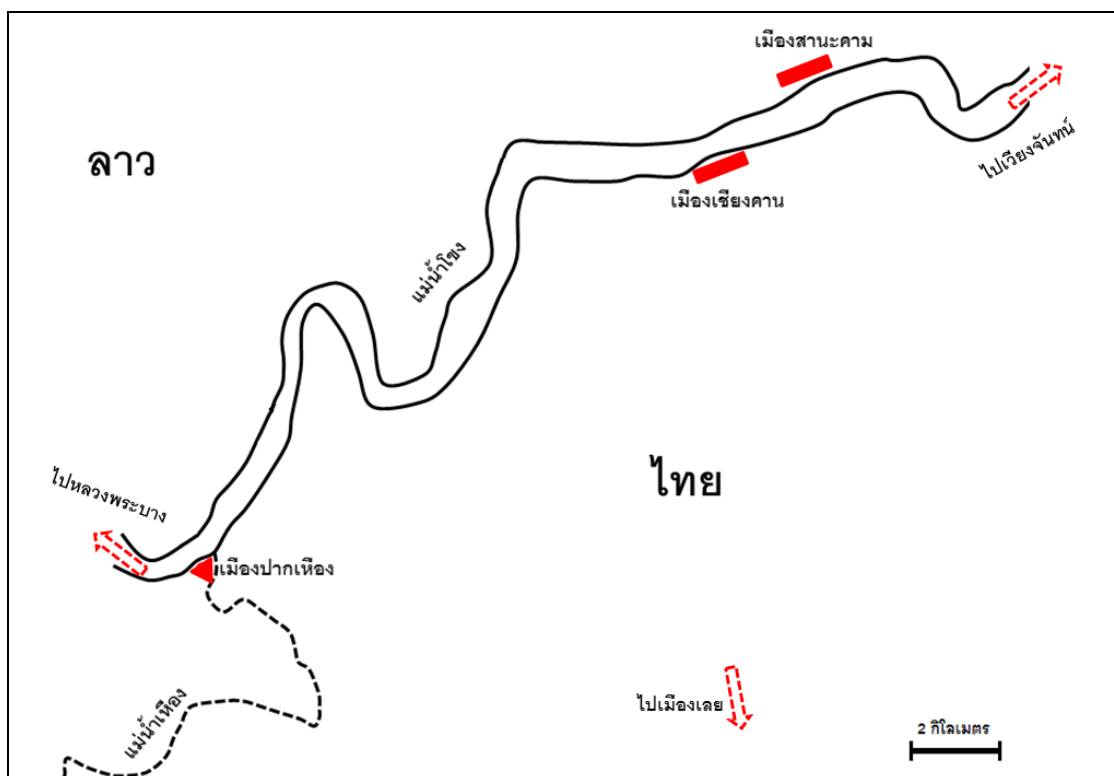 เมืองสานะคาม
ลาว
ไปเวียงจันทน์
เมืองเชียงคาน
แม่น้ำโขง
ไทย
ไปหลวงพระบาง
เมืองปากเหือง
แม่น้ำเหือง
ไปเมืองเลย
2 กิโลเมตร